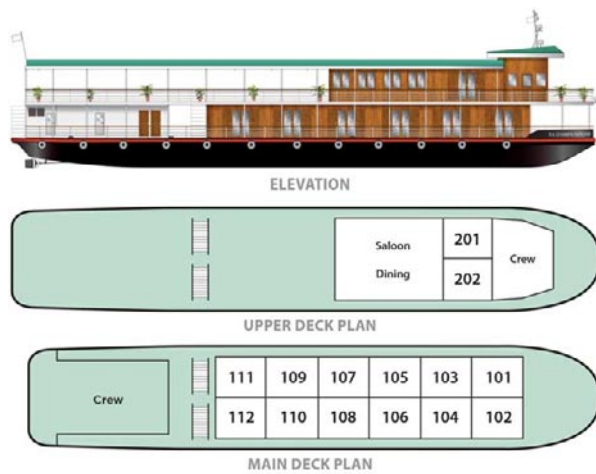 ELEVATION
Saloon
Dining
201
202
Crew
UPPER DECK PLAN
Crew
111 109 107 105 103 101
112 110 108 106 104 102
MAIN DECK PLAN